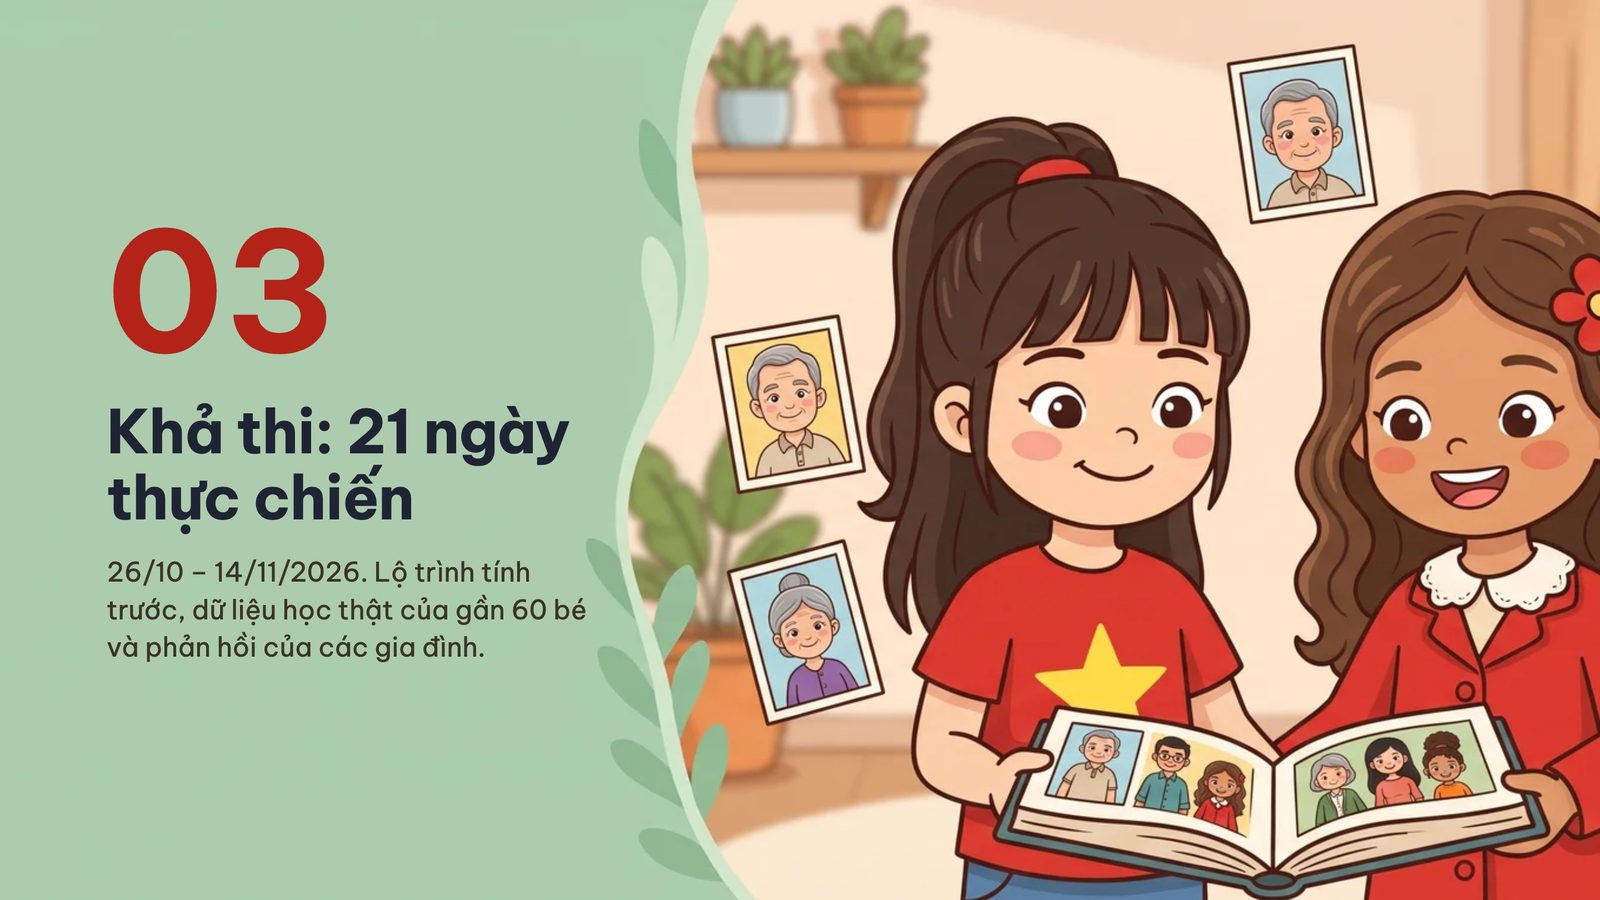 03
Khả thi: 21 ngày
thực chiến
26/10 – 14/11/2026. Lộ trình tính
trước, dữ liệu học thật của gần 60 bé
và phản hồi của các gia đình.